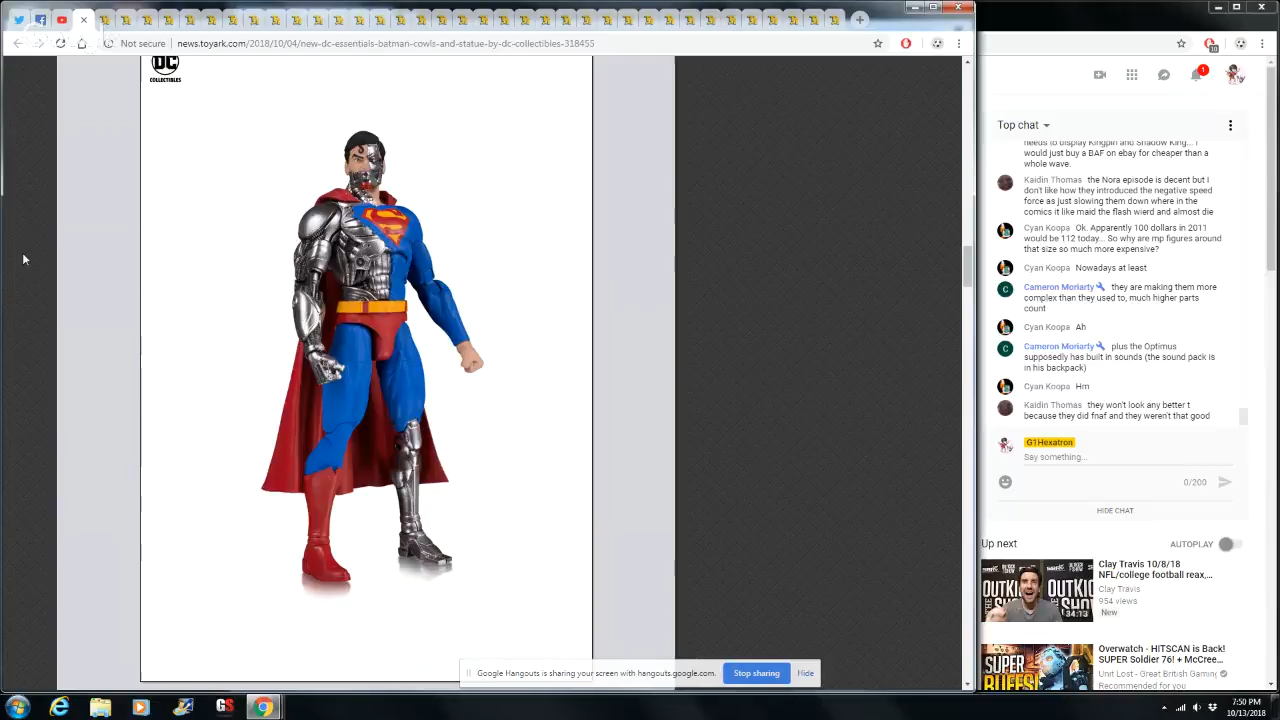 Not secure
news.toyark.com/2018/10/04/new-dc-essentials-batman-cowls-and-statue-by-dc-collectibles-318455
10
1
DC
COLLECTIBLES
S
Top chat
needs to display Kingpin and Shadow King... I
would just buy a BAF on ebay for cheaper than a
whole wave.
Kaidin Thomas the Nora episode is decent but I
don't like how they introduced the negative speed
force as just slowing them down where in the
comics it like maid the flash wierd and almost die
Cyan Koopa Ok. Apparently 100 dollars in 2011
would be 112 today... So why are mp figures around
that size so much more expensive?
Cyan Koopa Nowadays at least
C
Cameron Moriarty they are making them more
complex than they used to, much higher parts
count
Cyan Koopa Ah
C
Cameron Moriarty plus the Optimus
supposedly has built in sounds (the sound pack is
in his backpack)
Cyan Koopa Hm
Kaidin Thomas they won't look any better t
because they did fnaf and they weren't that good
G1Hexatron
Say something...
0/200
HIDE CHAT
Up next
AUTOPLAY
Clay Travis 10/8/18
NFL/college football reax,...
Clay Travis
954 views
New
OUTKI
34:13
Overwatch - HITSCAN is Back!
SUPER Soldier 76! + McCree...
Unit Lost - Great British Gaming
Recommended for you
SUPER
BUFFS!
Google Hangouts is sharing your screen with hangouts.google.com.
Stop sharing
Hide
GS
7:50 PM
10/13/2018